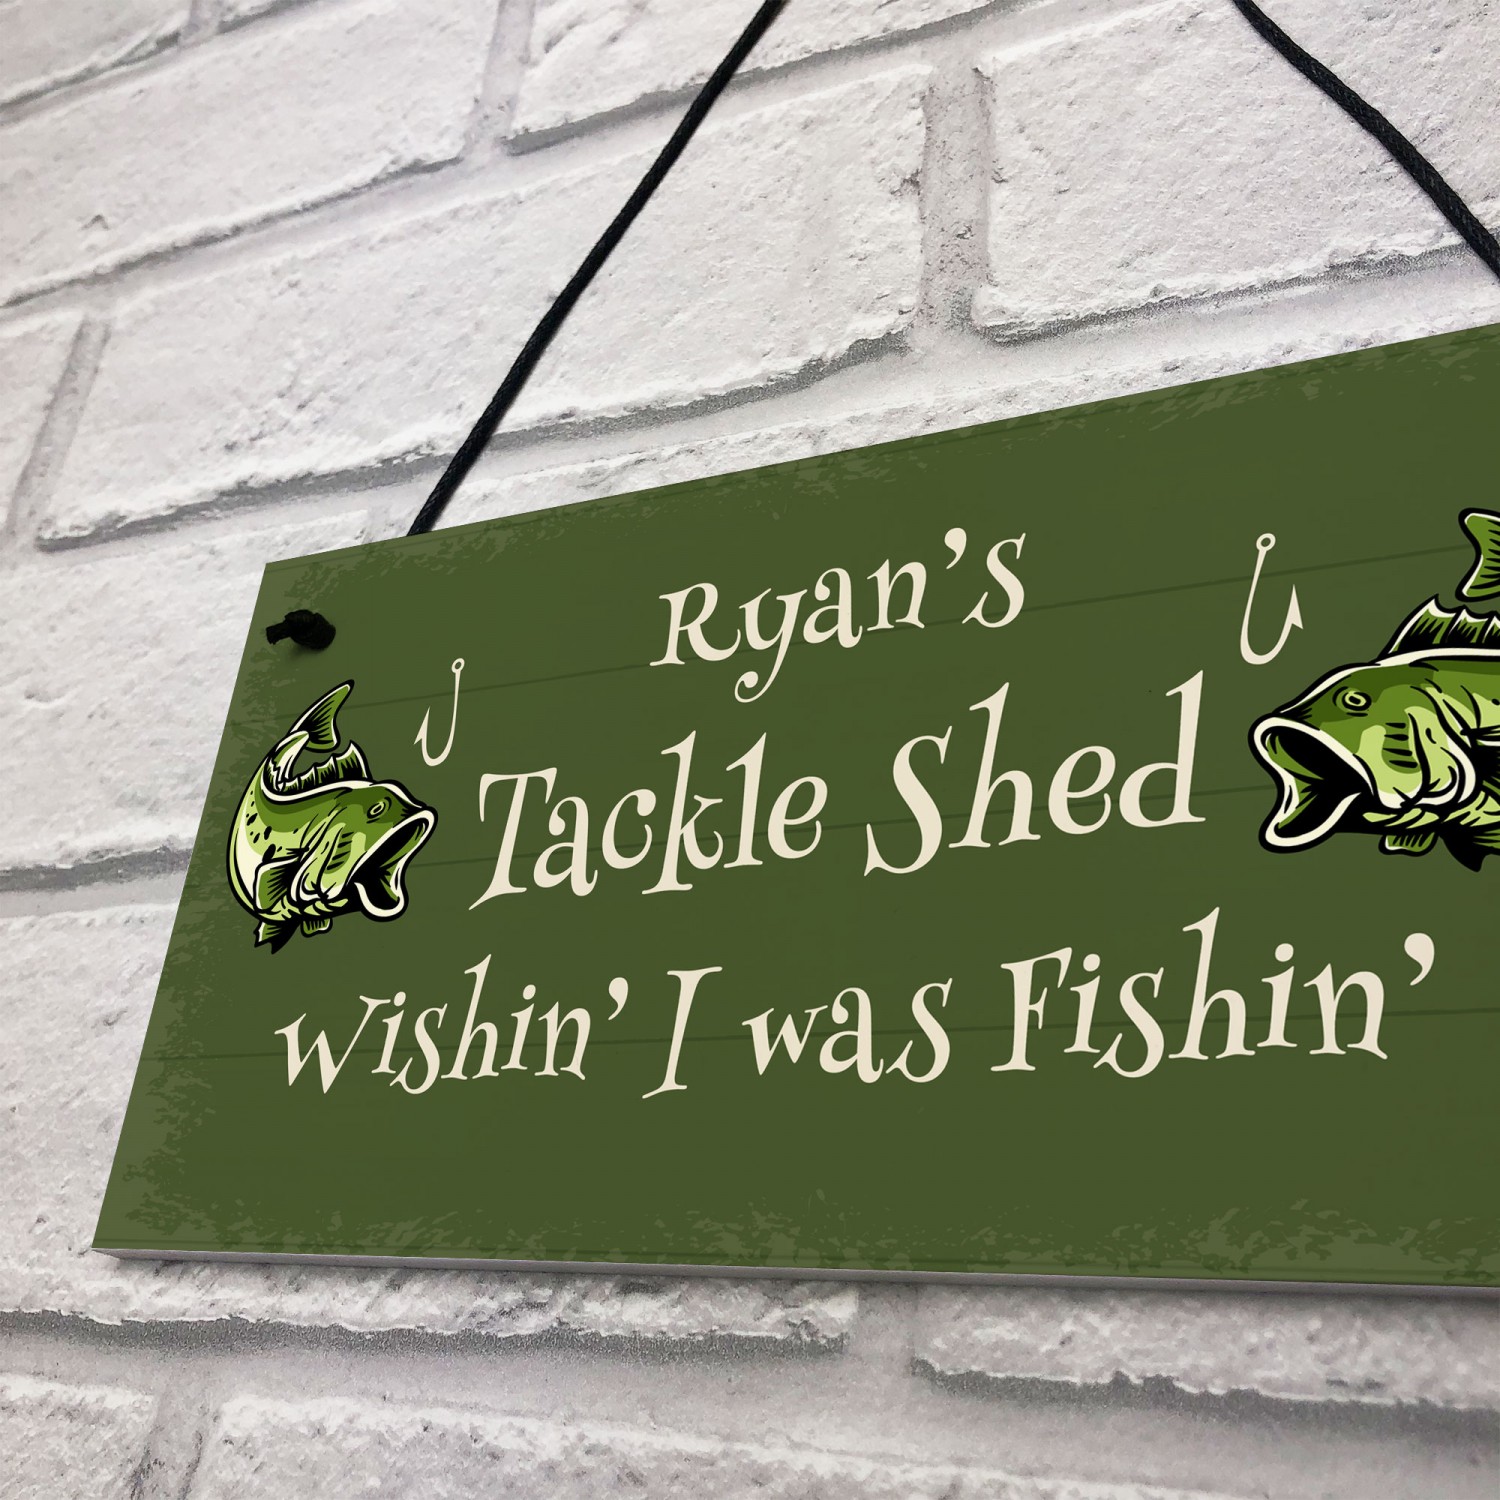 Ryan’s
Tackle Shed
Wishin’ I was Fishin’